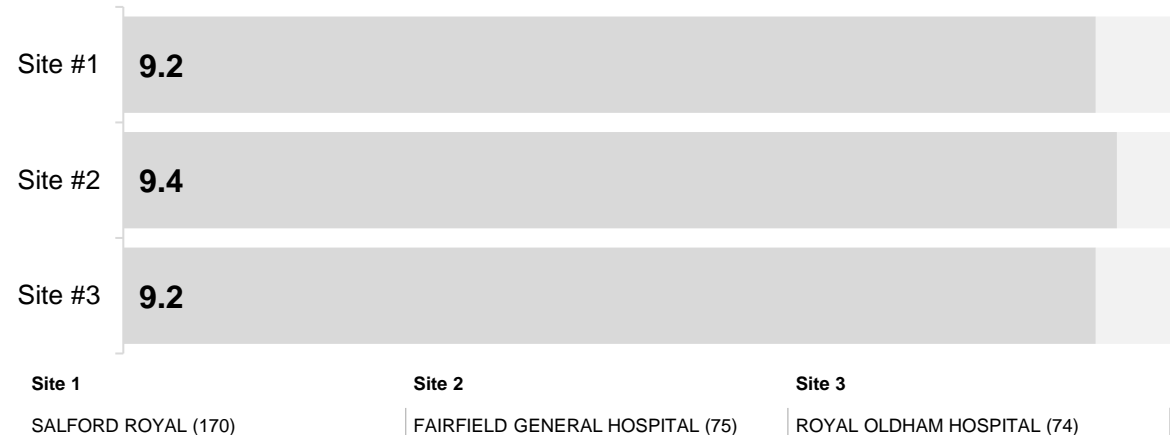 Site #1 9.2
Site #2 9.4
Site #3 9.2
Site 1 Site 2 Site 3
SALFORD ROYAL (170) FAIRFIELD GENERAL HOSPITAL (75) ROYAL OLDHAM HOSPITAL (74)